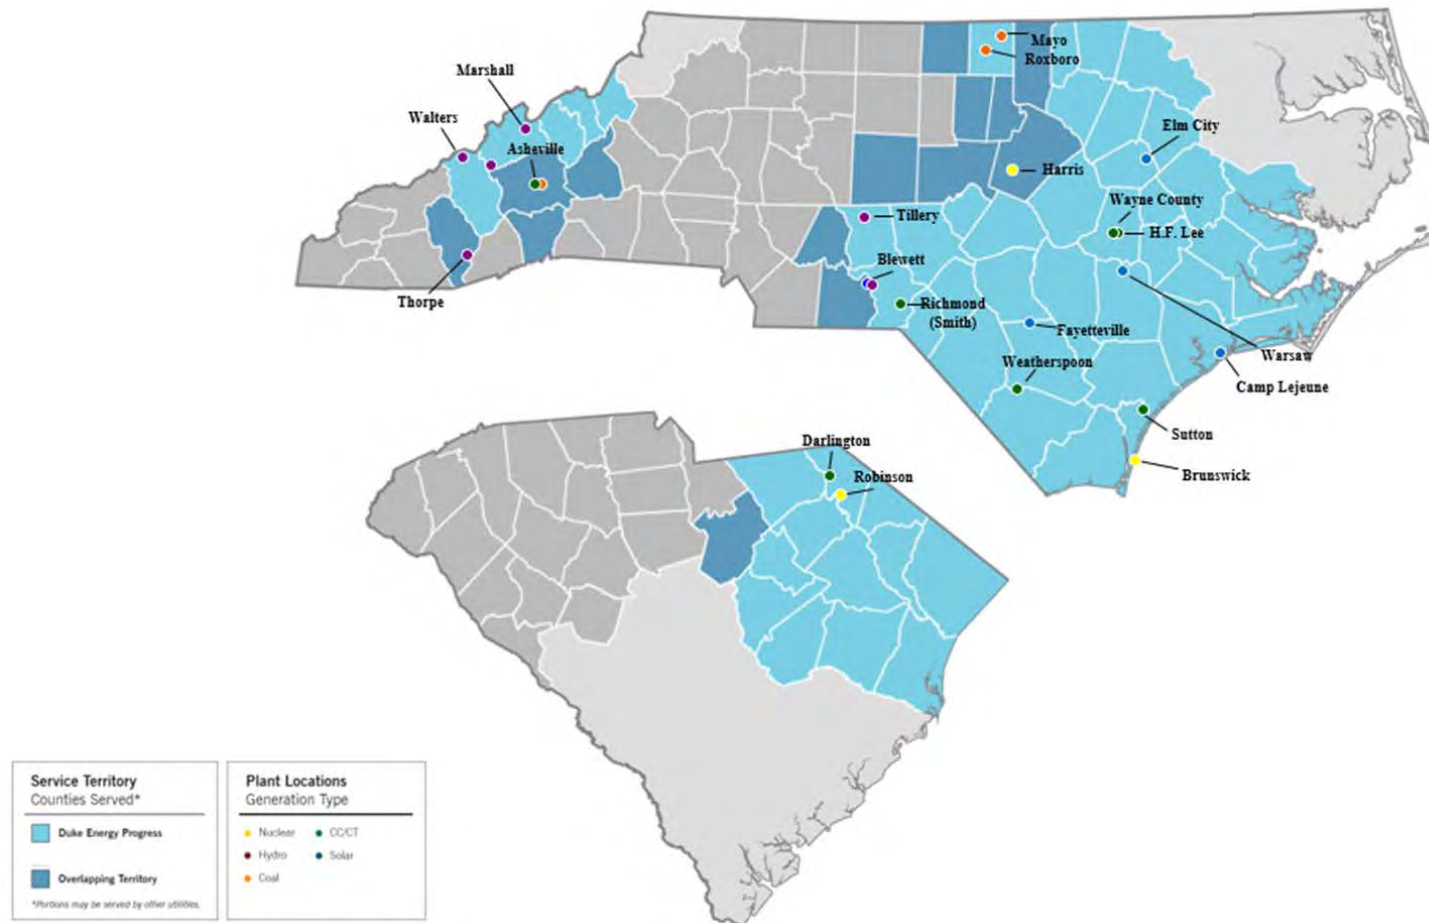 Mayo
Roxboro
Marshall
Walters
Elm City
Asheville
Harris
Wayne County
Tillery
H.F. Lee
Blewett
Thorpe
Richmond
(Smith)
Fayetteville
Warsaw
Weatherspoon
Camp Lejeune
Sutton
Darlington
Brunswick
Robinson
Service Territory
Counties Served*
Duke Energy Progress
Overlapping Territory
*Portions may be served by other utilities.
Plant Locations
Generation Type
Nuclear
CC/CT
Hydro
Solar
Coal